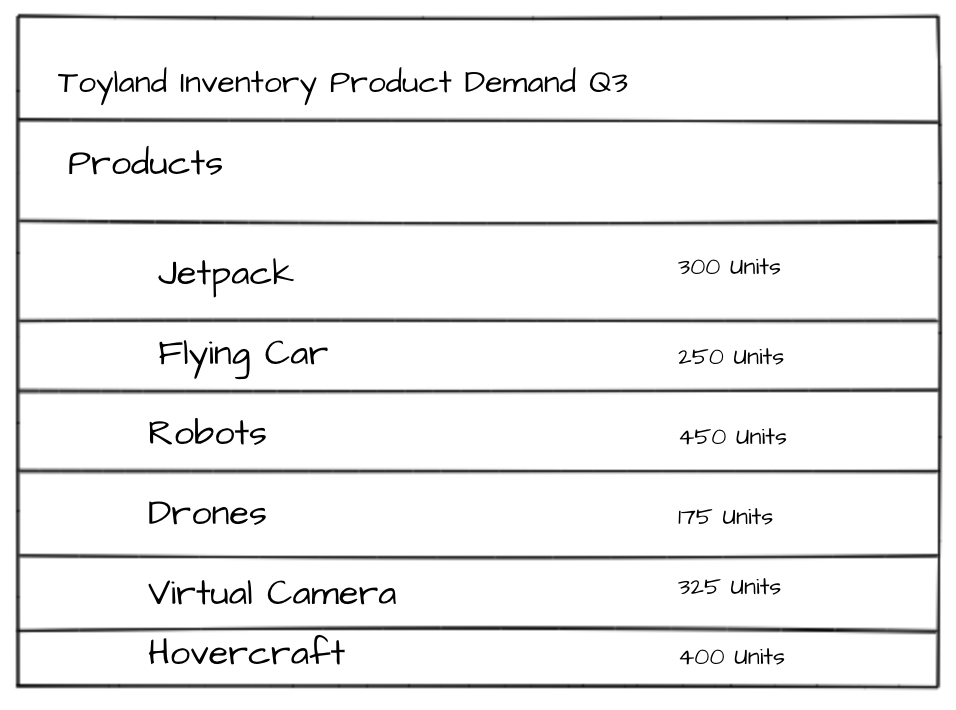 Toyland Inventory Product Demand Q3
Products
Jetpack 300 Units
Flying Car 250 Units
Robots 450 Units
Drones 175 Units
Virtual Camera 325 Units
Hovercraft 400 Units